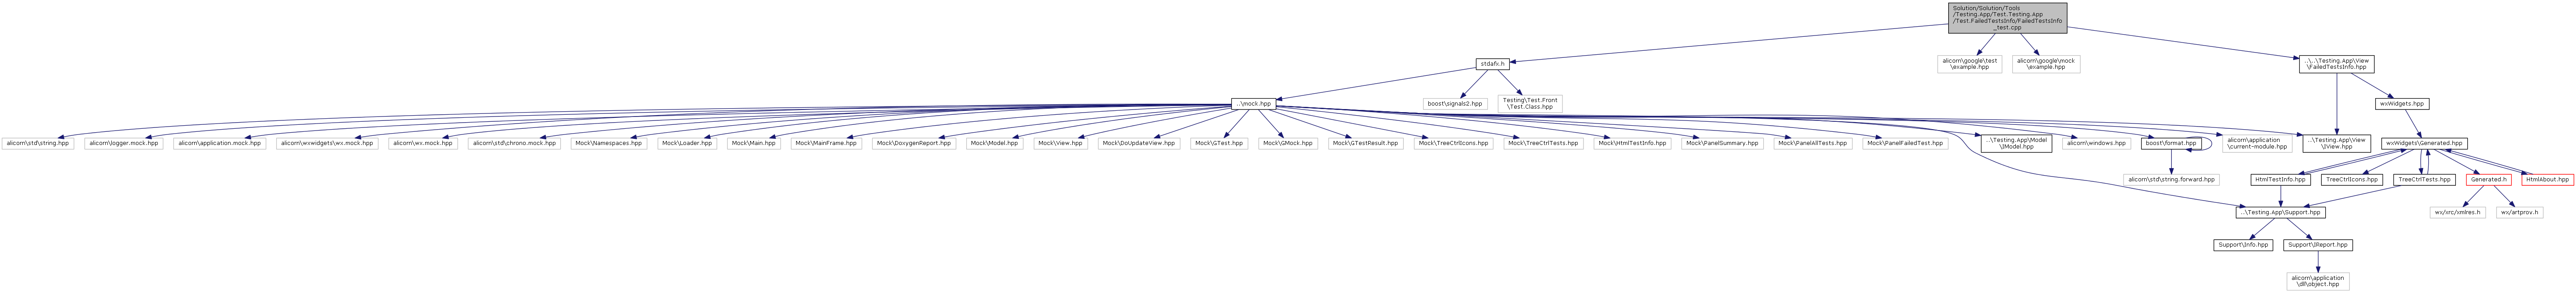 Solution/Solution/Tools
/Testing.App/Test.Testing.App
/Test.FailedTestsInfo/FailedTestsInfo
_test.cpp
stdafx.h
alicorn\google\test
\example.hpp
alicorn\google\mock
\example.hpp
..\..\Testing.App\View
\FailedTestsInfo.hpp
..\mock.hpp
boost\signals2.hpp
Testing\Test.Front
\Test.Class.hpp
wxWidgets.hpp
alicorn\std\string.hpp
alicorn\logger.mock.hpp
alicorn\application.mock.hpp
alicorn\wxwidgets\wx.mock.hpp
alicorn\wx.mock.hpp
alicorn\std\chrono.mock.hpp
Mock\Namespaces.hpp
Mock\Loader.hpp
Mock\Main.hpp
Mock\MainFrame.hpp
Mock\DoxygenReport.hpp
Mock\Model.hpp
Mock\View.hpp
Mock\DoUpdateView.hpp
Mock\GTest.hpp
Mock\GMock.hpp
Mock\GTestResult.hpp
Mock\TreeCtrlIcons.hpp
Mock\TreeCtrlTests.hpp
Mock\HtmlTestInfo.hpp
Mock\PanelSummary.hpp
Mock\PanelAllTests.hpp
Mock\PanelFailedTest.hpp
..\Testing.App\Model
\IModel.hpp
alicorn\windows.hpp
boost\format.hpp
alicorn\application
\current-module.hpp
..\Testing.App\View
\IView.hpp
wxWidgets\Generated.hpp
alicorn\std\string.forward.hpp
HtmlTestInfo.hpp
TreeCtrlIcons.hpp
TreeCtrlTests.hpp
Generated.h
HtmlAbout.hpp
..\Testing.App\Support.hpp
wx/xrc/xmlres.h
wx/artprov.h
Support\Info.hpp
Support\IReport.hpp
alicorn\application
\dll\object.hpp